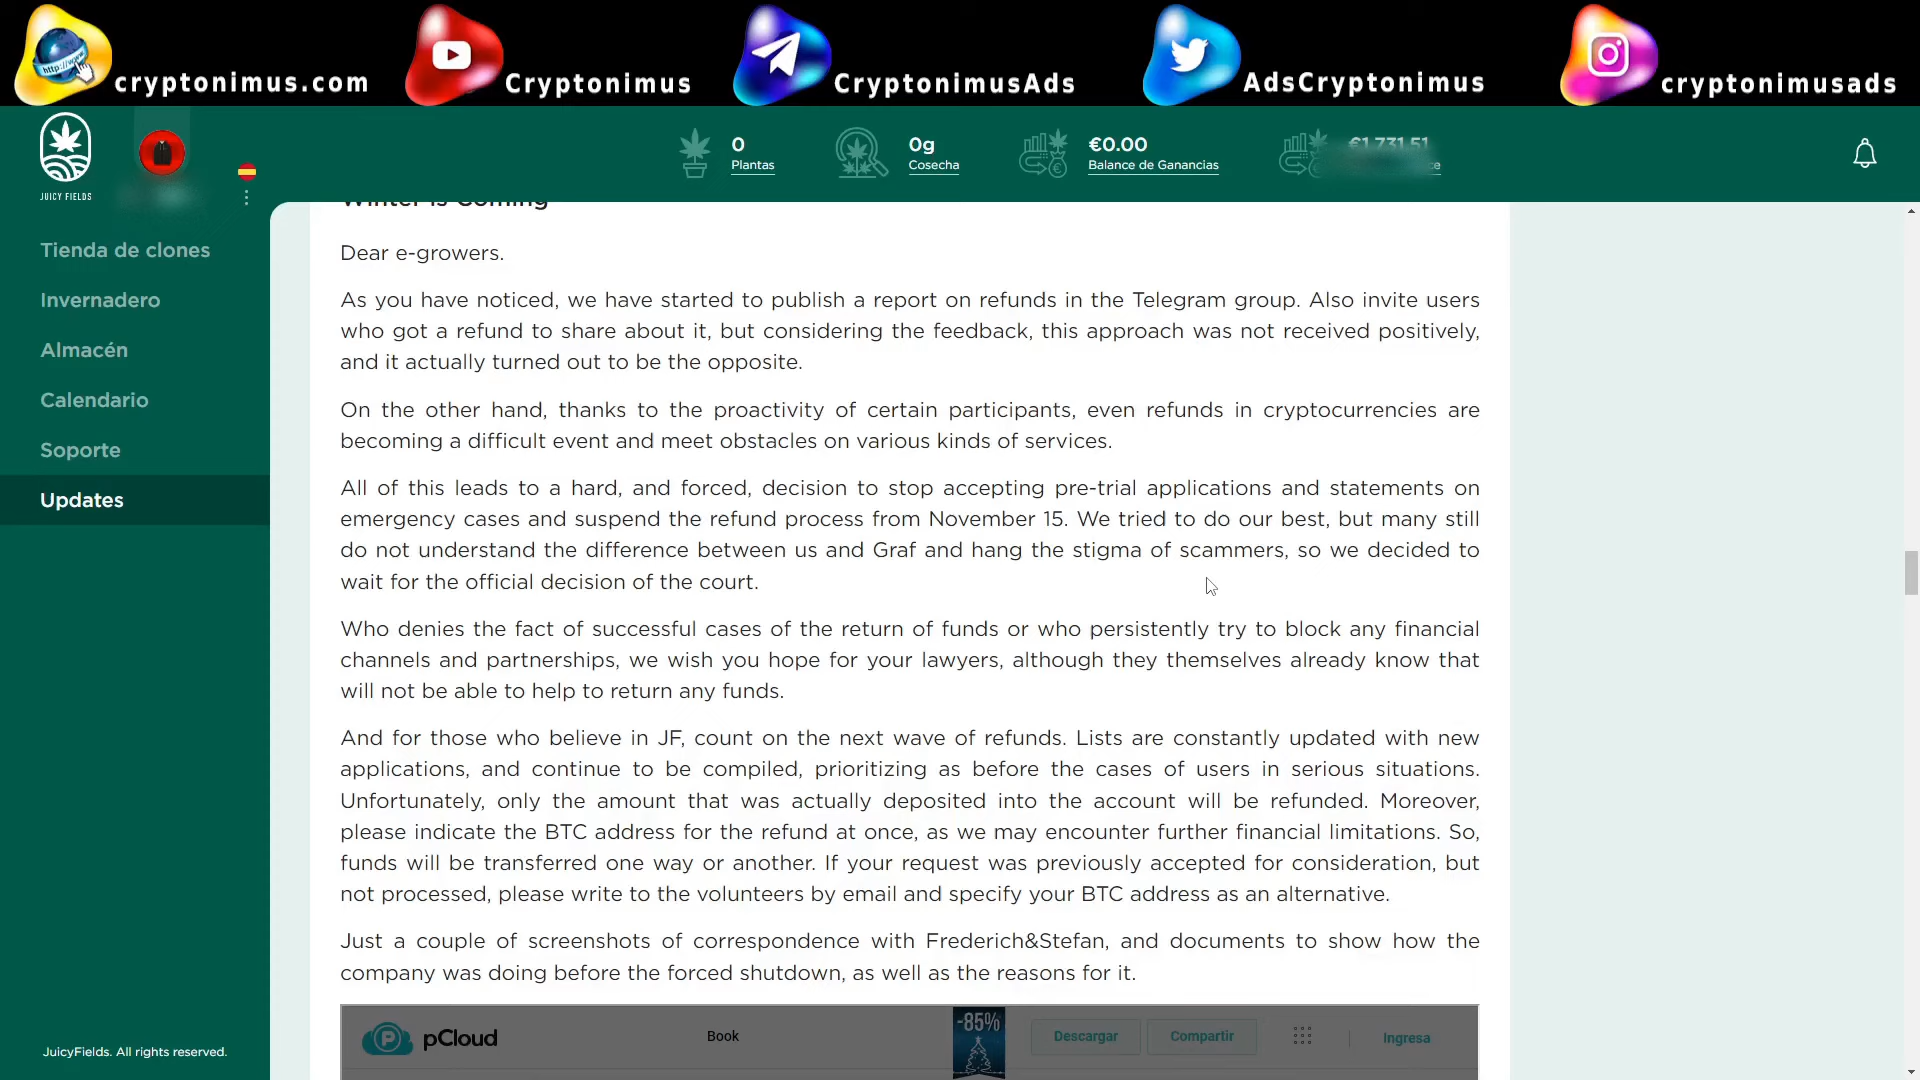 http://ww
cryptonimus.com
Cryptonimus
CryptonimusAds
AdsCryptonimus
cryptonimusads
JUICY FIELDS
0
Plantas
0g
Cosecha
€0.00
Balance de Ganancias
€1,731.51
Tienda de clones
Invernadero
Almacén
Calendario
Soporte
Updates
JuicyFields. All rights reserved.
Winter is Coming
Dear e-growers.
As you have noticed, we have started to publish a report on refunds in the Telegram group. Also invite users
who got a refund to share about it, but considering the feedback, this approach was not received positively,
and it actually turned out to be the opposite.
On the other hand, thanks to the proactivity of certain participants, even refunds in cryptocurrencies are
becoming a difficult event and meet obstacles on various kinds of services.
All of this leads to a hard, and forced, decision to stop accepting pre-trial applications and statements on
emergency cases and suspend the refund process from November 15. We tried to do our best, but many still
do not understand the difference between us and Graf and hang the stigma of scammers, so we decided to
wait for the official decision of the court.
Who denies the fact of successful cases of the return of funds or who persistently try to block any financial
channels and partnerships, we wish you hope for your lawyers, although they themselves already know that
will not be able to help to return any funds.
And for those who believe in JF, count on the next wave of refunds. Lists are constantly updated with new
applications, and continue to be compiled, prioritizing as before the cases of users in serious situations.
Unfortunately, only the amount that was actually deposited into the account will be refunded. Moreover,
please indicate the BTC address for the refund at once, as we may encounter further financial limitations. So,
funds will be transferred one way or another. If your request was previously accepted for consideration, but
not processed, please write to the volunteers by email and specify your BTC address as an alternative.
Just a couple of screenshots of correspondence with Frederich&Stefan, and documents to show how the
company was doing before the forced shutdown, as well as the reasons for it.
pCloud
Book
-85%
Descargar
Compartir
Ingresa